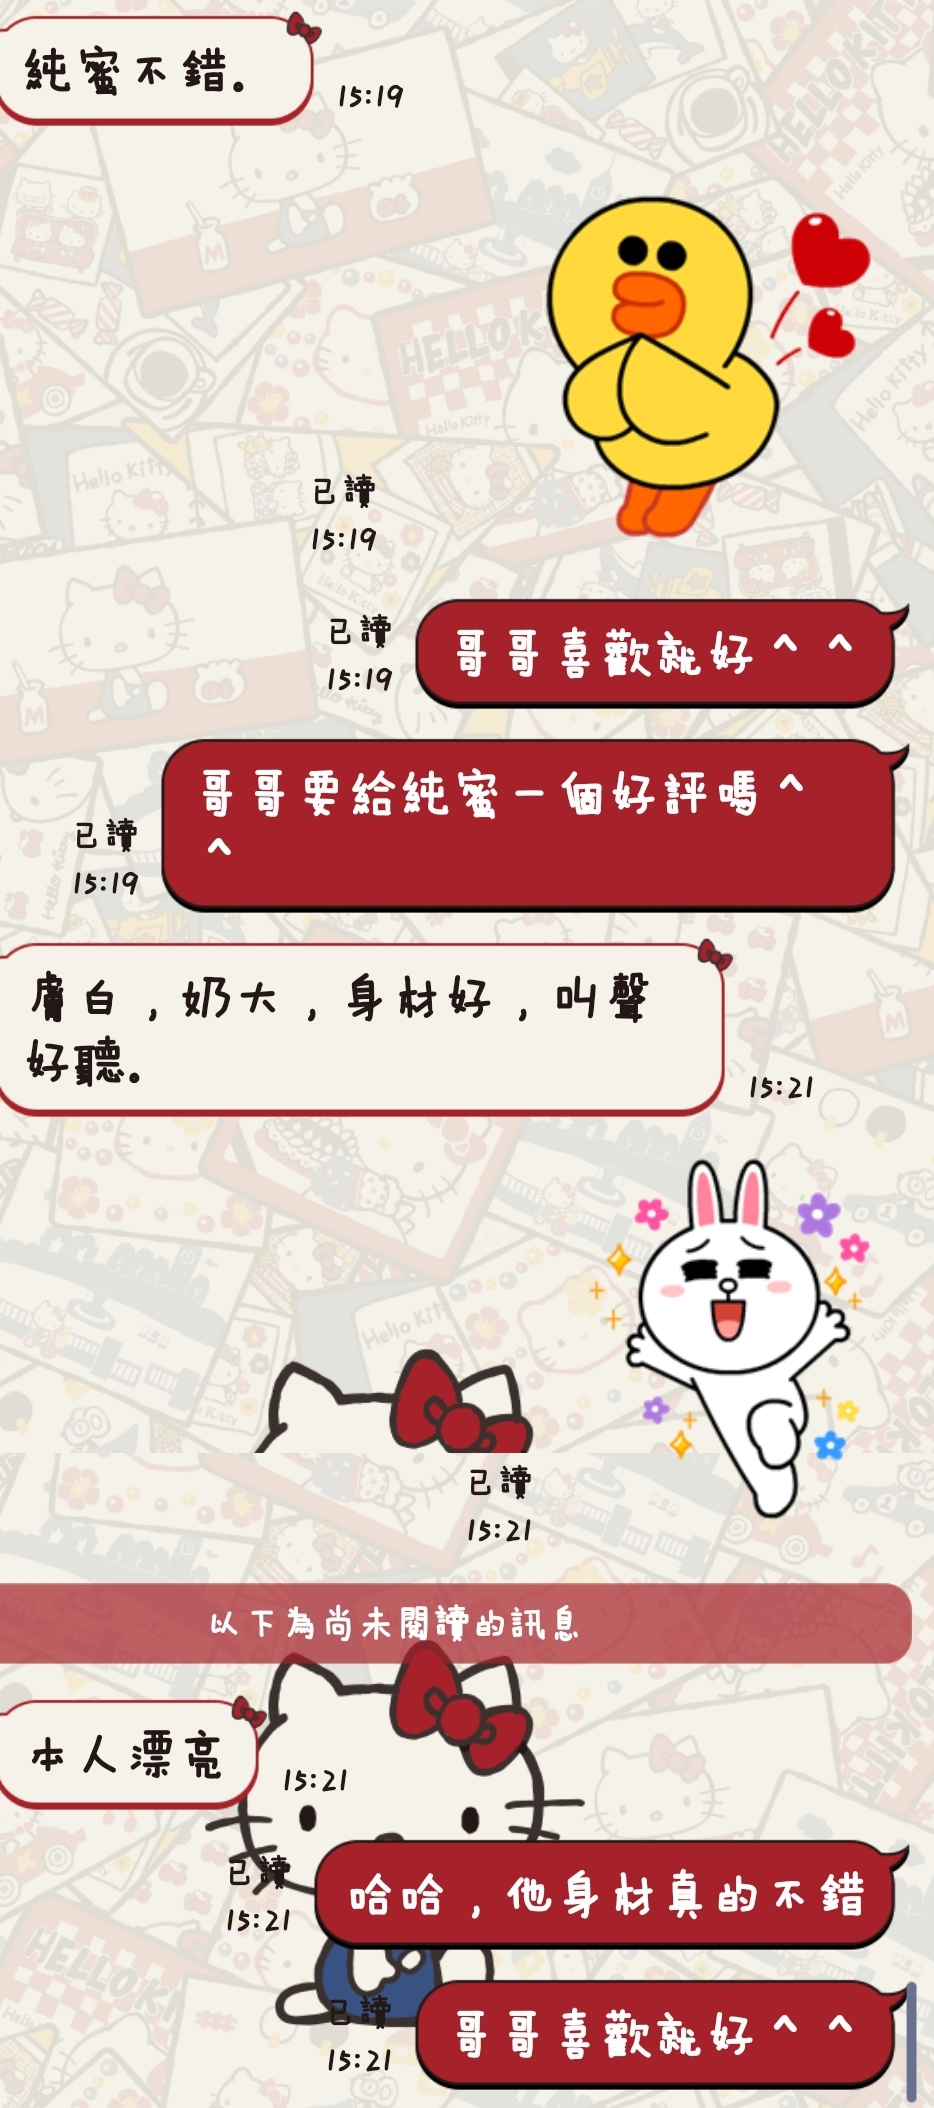 純蜜不錯。
15:19
已讀
15:19
已讀
哥哥喜歡就好^ ^
15:19
哥哥要給純蜜一個好評嗎^
^
已讀
15:19
膚白，奶大，身材好，叫聲
好聽。
15:21
已讀
15:21
以下為尚未閱讀的訊息
本人漂亮
15:21
已讀
哈哈，他身材真的不錯
15:21
已讀
哥哥喜歡就好^ ^
15:21